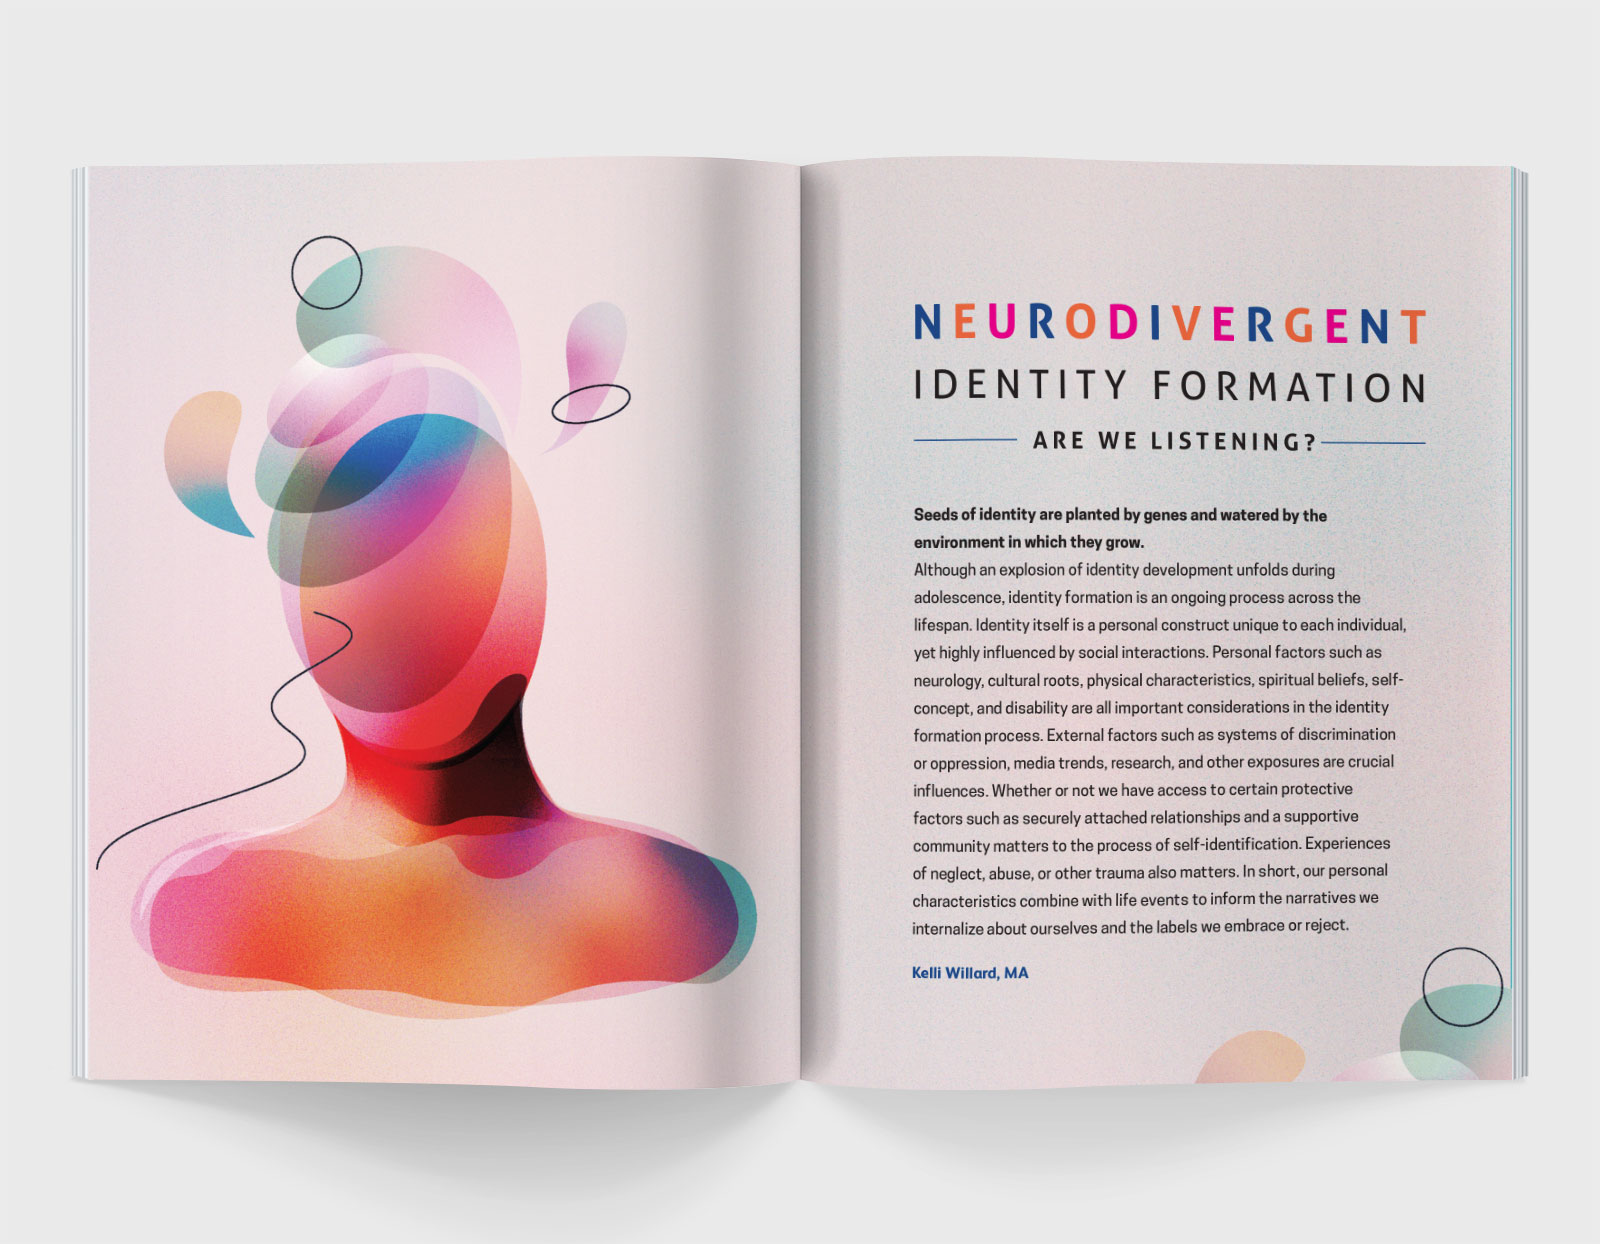 NEURODIVERGENT
IDENTITY FORMATION
ARE WE LISTENING?
Seeds of identity are planted by genes and watered by the
environment in which they grow.
Although an explosion of identity development unfolds during
adolescence, identity formation is an ongoing process across the
lifespan. Identity itself is a personal construct unique to each individual,
yet highly influenced by social interactions. Personal factors such as
neurology, cultural roots, physical characteristics, spiritual beliefs, self-
concept, and disability are all important considerations in the identity
formation process. External factors such as systems of discrimination
or oppression, media trends, research, and other exposures are crucial
influences. Whether or not we have access to certain protective
factors such as securely attached relationships and a supportive
community matters to the process of self-identification. Experiences
of neglect, abuse, or other trauma also matters. In short, our personal
characteristics combine with life events to inform the narratives we
internalize about ourselves and the labels we embrace or reject.
Kelli Willard, MA